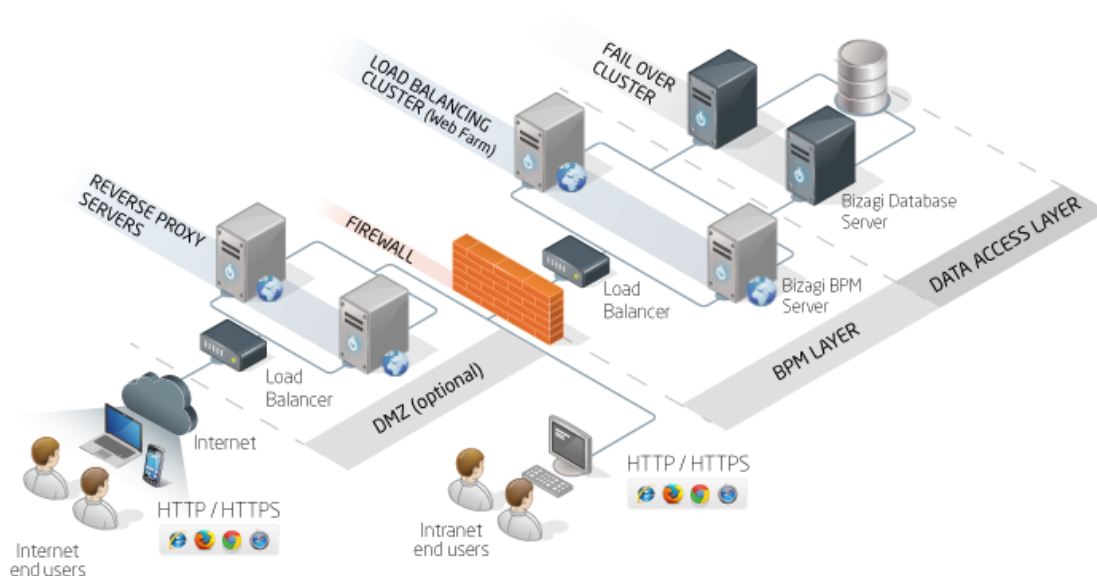 FAIL OVER
CLUSTER
LOAD BALANCING
CLUSTER (Web Farm)
REVERSE PROXY
SERVERS
FIREWALL
Bizagi Database
Server
DATA ACCESS LAYER
Load
Balancer
Bizagi BPM
Server
BPM LAYER
Load
Balancer
DMZ (optional)
Internet
HTTP / HTTPS
Internet
end users
HTTP / HTTPS
Intranet
end users